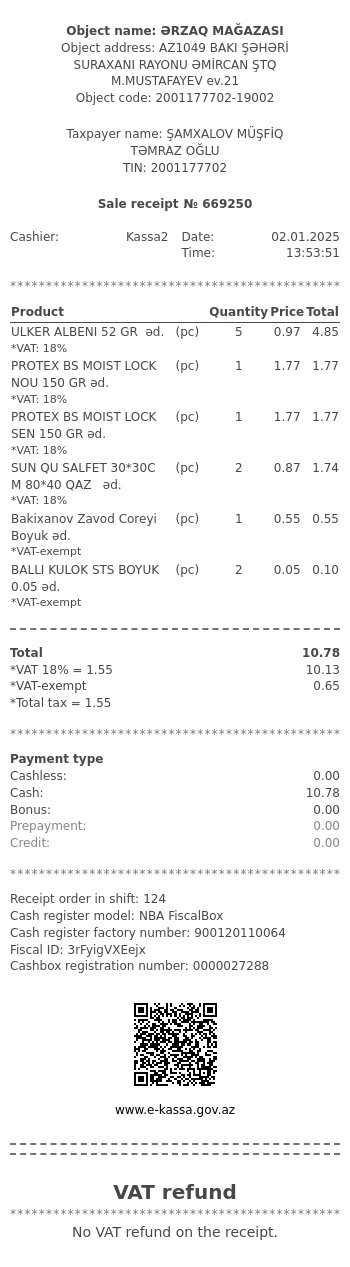 Object name: ƏRZAQ MAĞAZASI
Object address: AZ1049 BAKI ŞƏHƏRİ
SURAXANI RAYONU ƏMİRCAN ŞTQ
M.MUSTAFAYEV ev.21
Object code: 2001177702-19002
Taxpayer name: ŞAMXALOV MÜŞFİQ
TƏMRAZ OĞLU
TIN: 2001177702
Sale receipt № 669250
Cashier: Kassa2 Date: 02.01.2025
Time: 13:53:51
**********************************************
Product Quantity Price Total
ULKER ALBENI 52 GR əd. (pc) 5 0.97 4.85
*VAT: 18%
PROTEX BS MOIST LOCK (pc) 1 1.77 1.77
NOU 150 GR əd.
*VAT: 18%
PROTEX BS MOIST LOCK (pc) 1 1.77 1.77
SEN 150 GR əd.
*VAT: 18%
SUN QU SALFET 30*30C (pc) 2 0.87 1.74
M 80*40 QAZ əd.
*VAT: 18%
Bakixanov Zavod Coreyi (pc) 1 0.55 0.55
Boyuk əd.
*VAT-exempt
BALLI KULOK STS BOYUK (pc) 2 0.05 0.10
0.05 əd.
*VAT-exempt
Total 10.78
*VAT 18% = 1.55 10.13
*VAT-exempt 0.65
*Total tax = 1.55
**********************************************
Payment type
Cashless: 0.00
Cash: 10.78
Bonus: 0.00
Prepayment: 0.00
Credit: 0.00
**********************************************
Receipt order in shift: 124
Cash register model: NBA FiscalBox
Cash register factory number: 900120110064
Fiscal ID: 3rFyigVXEejx
Cashbox registration number: 0000027288
www.e-kassa.gov.az
VAT refund
**********************************************
No VAT refund on the receipt.